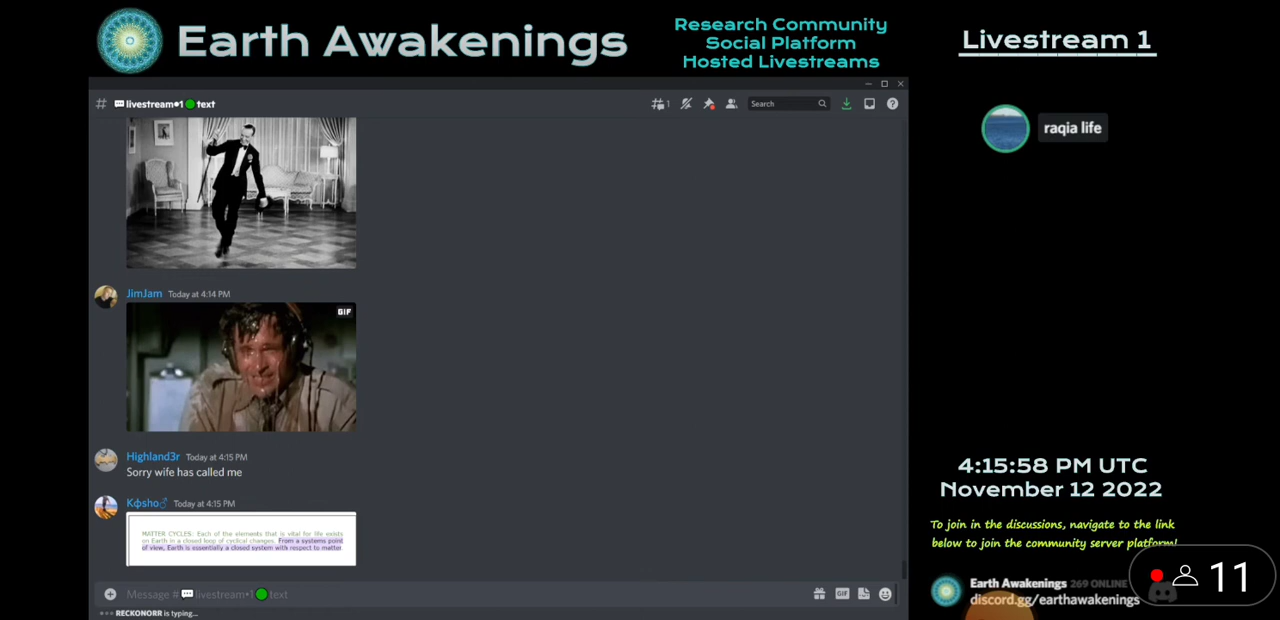 Earth Awakenings
Research Community
Social Platform
Hosted Livestreams
Livestream 1
# livestream•1 text
1
Search
raqia life
JimJam Today at 4:14 PM
GIF
Highland3r Today at 4:15 PM
Sorry wife has called me
Kфsho♂ Today at 4:15 PM
MATTER CYCLES: Each of the elements that is vital for life exists
on Earth in a closed loop of cyclical changes. From a systems point
of view, Earth is essentially a closed system with respect to matter
Message # livestream•1 text
GIF
RECKONORR is typing...
4:15:58 PM UTC
November 12 2022
To join in the discussions, navigate to the link
below to join the community server platform!
Earth Awakenings 269 ONLINE
discord.gg/earthawakenings
11